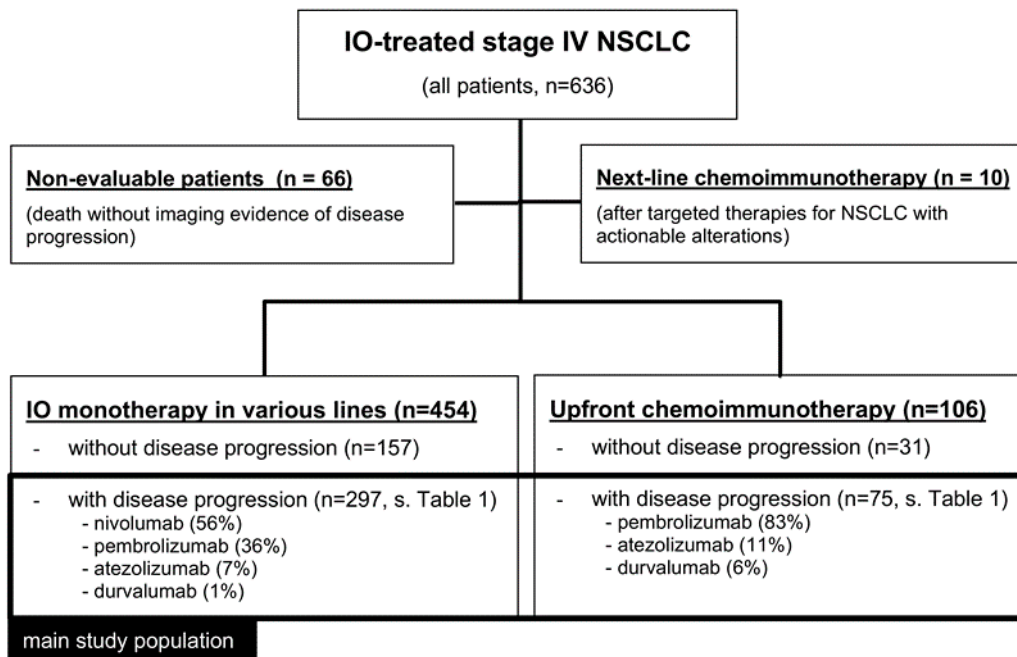 IO-treated stage IV NSCLC
(all patients, n=636)
Non-evaluable patients (n = 66)
(death without imaging evidence of disease
progression)
Next-line chemoimmunotherapy (n = 10)
(after targeted therapies for NSCLC with
actionable alterations)
IO monotherapy in various lines (n=454)
- without disease progression (n=157)
- with disease progression (n=297, s. Table 1)
- nivolumab (56%)
- pembrolizumab (36%)
- atezolizumab (7%)
- durvalumab (1%)
Upfront chemoimmunotherapy (n=106)
- without disease progression (n=31)
- with disease progression (n=75, s. Table 1)
- pembrolizumab (83%)
- atezolizumab (11%)
- durvalumab (6%)
main study population